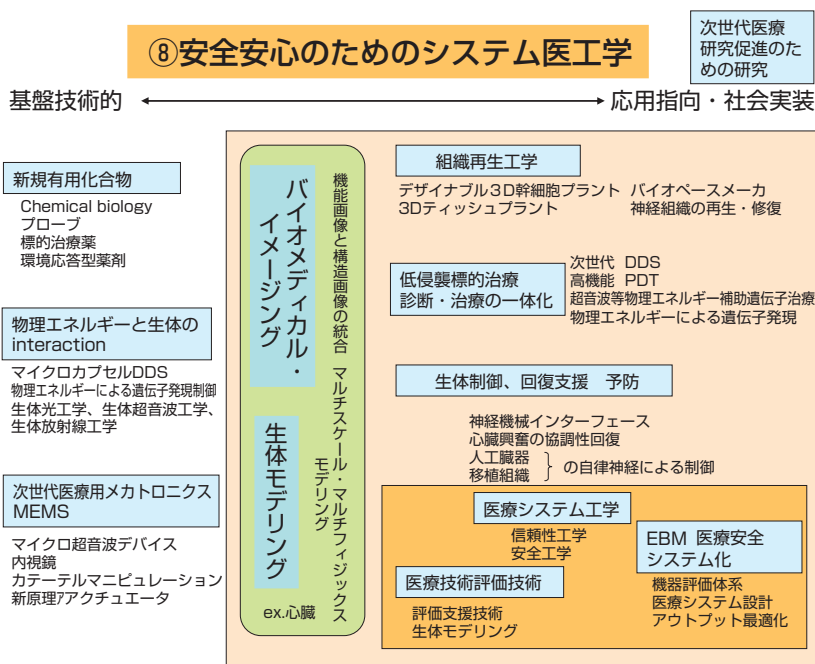 ⑧安全安心のためのシステム医工学
次世代医療
研究促進のた
めの研究
基盤技術的
応用指向・社会実装
新規有用化合物
Chemical biology
プローブ
標的治療薬
環境応答型薬剤
物理エネルギーと生体の
interaction
マイクロカプセルDDS
物理エネルギーによる遺伝子発現制御
生体光工学、生体超音波工学、
生体放射線工学
次世代医療用メカトロニクス
MEMS
マイクロ超音波デバイス
内視鏡
カテーテルマニピュレーション
新原理アアクチュエータ
バイオメディカル・
イメージング
機能画像と構造画像の統合
生体モデリング
マルチスケール・マルチフィジックス
モデリング
ex.心臓
組織再生工学
デザイナブル3D幹細胞プラント バイオペースメーカ
3Dティッシュプラント 神経組織の再生・修復
低侵襲標的治療
診断・治療の一体化
次世代 DDS
高機能 PDT
超音波等物理エネルギー補助遺伝子治療
物理エネルギーによる遺伝子発現
生体制御、回復支援 予防
神経機械インターフェース
心臓興奮の協調性回復
人工臓器
移植組織
の自律神経による制御
医療システム工学
信頼性工学
安全工学
EBM 医療安全
システム化
機器評価体系
医療システム設計
アウトプット最適化
医療技術評価技術
評価支援技術
生体モデリング